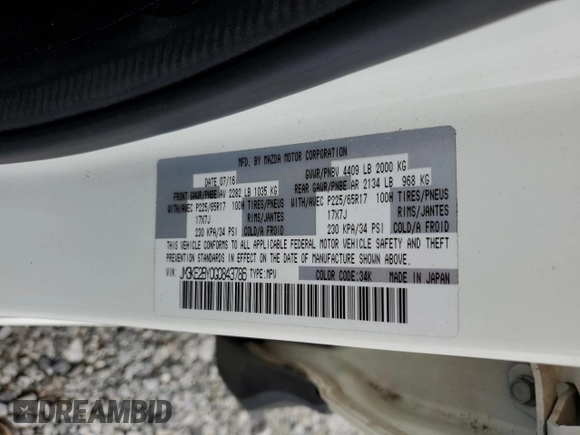 MFD. BY MAZDA MOTOR CORPORATION
DATE 07/16 GVWR/PNBV 4409 LB 2000 KG
FRONT GAWR/PNBE AV 2282 LB 1035 KG REAR GAWR/PNBE AR 2134 LB 968 KG
WITH/AVEC P225/65R17 100H TIRES/PNEUS WITH/AVEC P225/65R17 100H TIRES/PNEUS
17X7J RIMS/JANTES 17X7J RIMS/JANTES
230 KPA/34 PSI COLD/A FROID 230 KPA/34 PSI COLD/A FROID
THIS VEHICLE CONFORMS TO ALL APPLICABLE FEDERAL MOTOR VEHICLE SAFETY AND THEFT
PREVENTION STANDARDS IN EFFECT ON THE DATE OF MANUFACTURE SHOWN ABOVE.
VIN: JM3KE2BY0G0843786 TYPE:MPV COLOR CODE:34K MADE IN JAPAN
DREAMBID